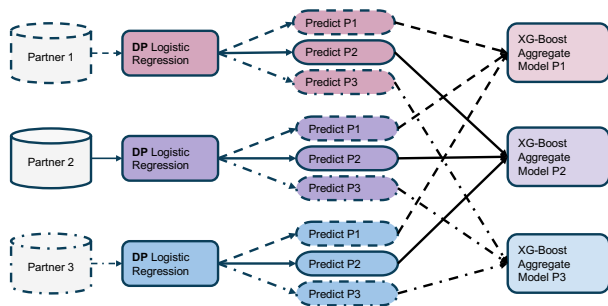 Partner 1
DP Logistic
Regression
Predict P1
Predict P2
Predict P3
XG-Boost
Aggregate
Model P1
Partner 2
DP Logistic
Regression
Predict P1
Predict P2
Predict P3
XG-Boost
Aggregate
Model P2
Partner 3
DP Logistic
Regression
Predict P1
Predict P2
Predict P3
XG-Boost
Aggregate
Model P3